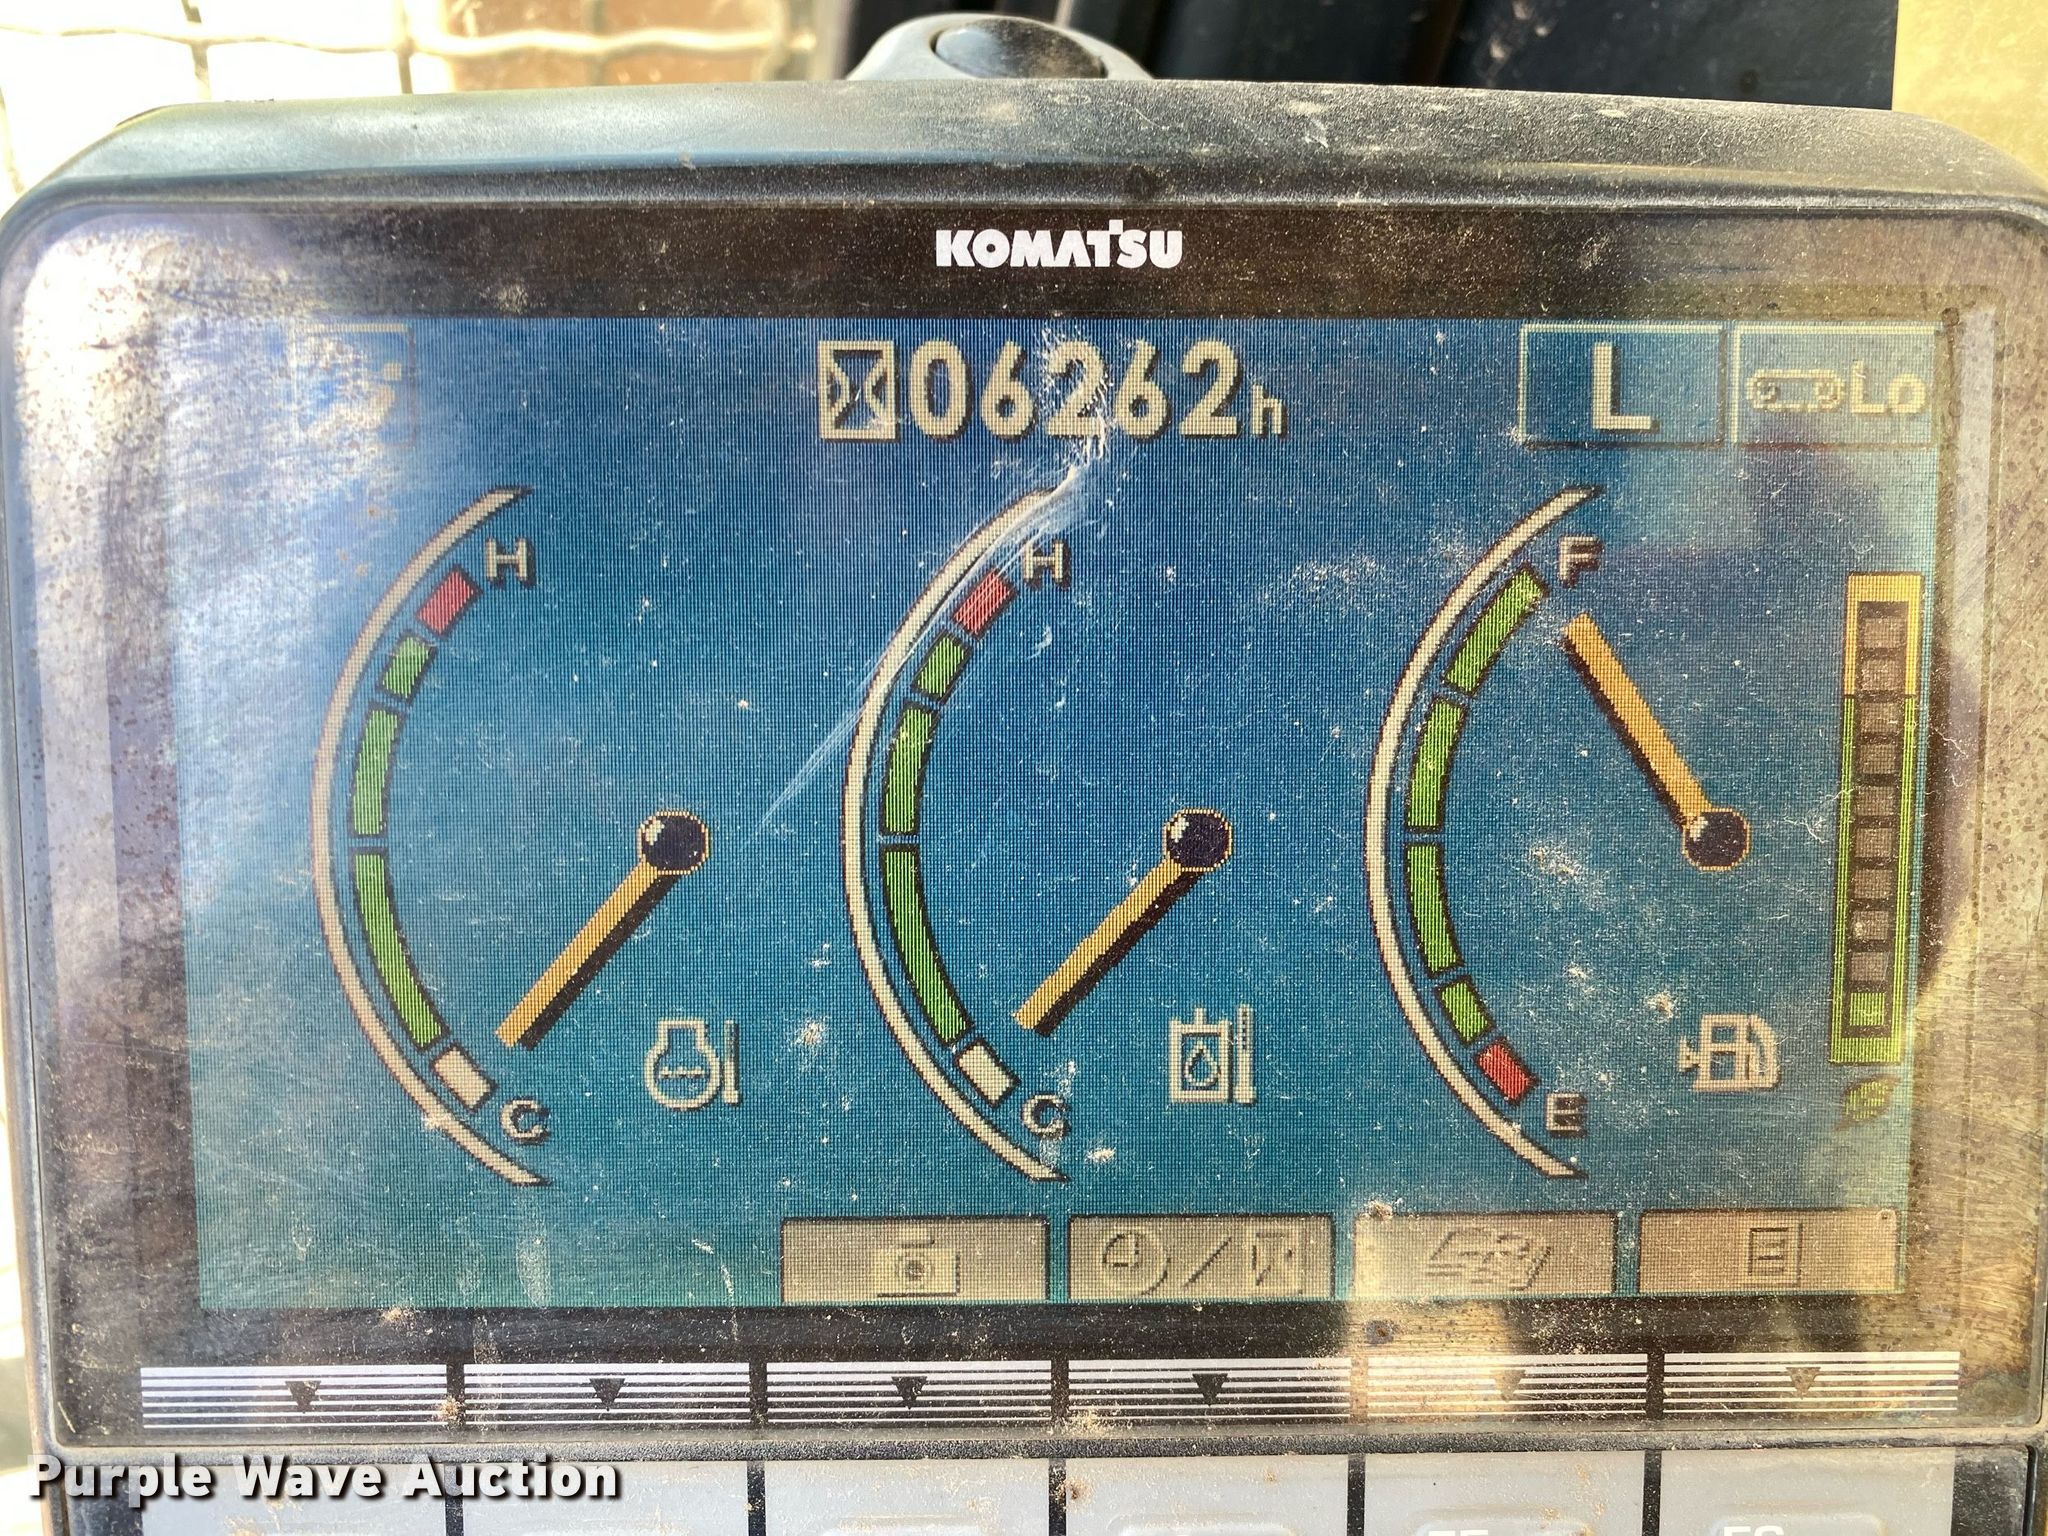 KOMATSU
06262h
L
Lo
H
H
F
C
C
E
Purple Wave Auction